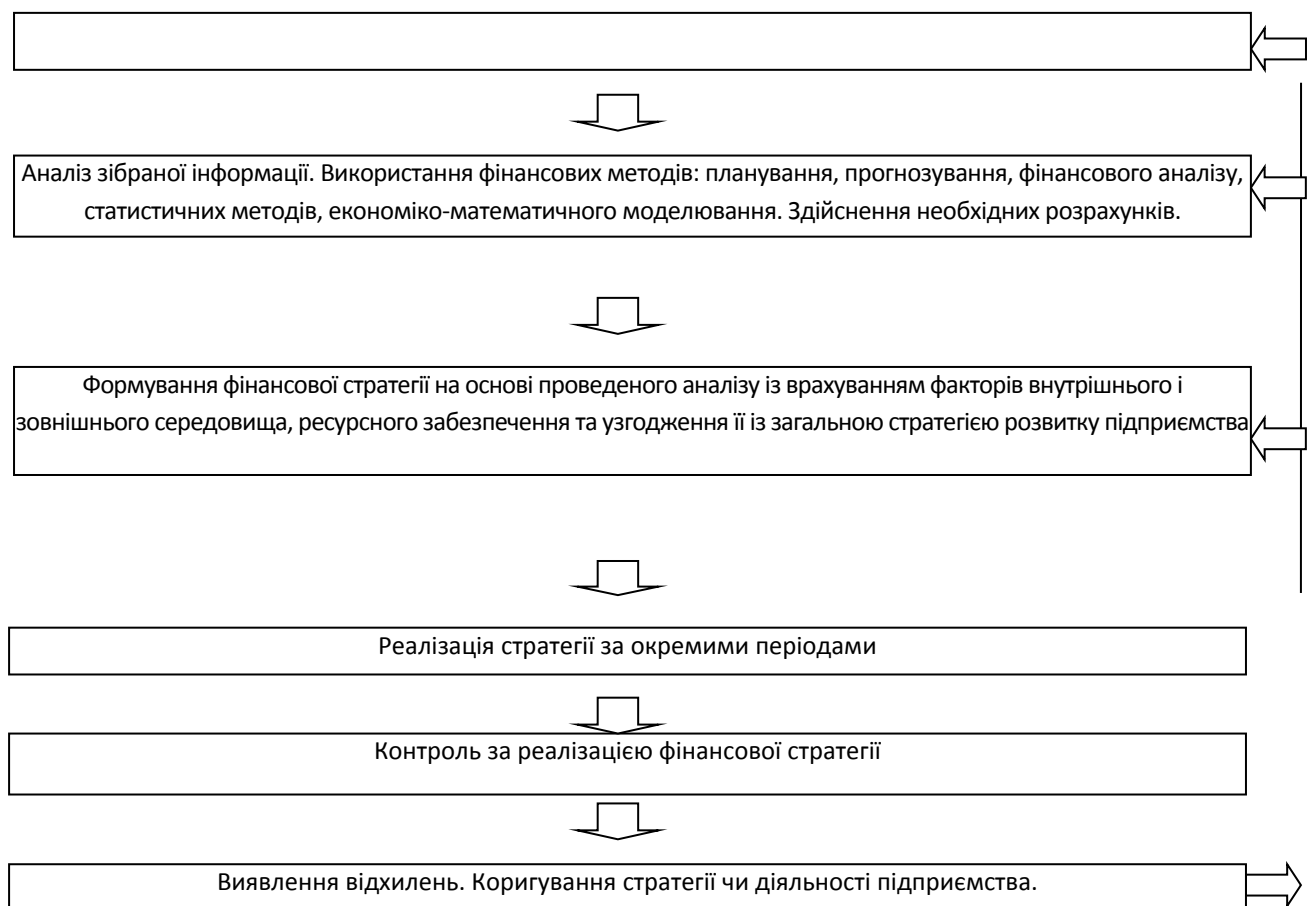 Аналіз зібраної інформації. Використання фінансових методів: планування, прогнозування, фінансового аналізу,
статистичних методів, економіко-математичного моделювання. Здійснення необхідних розрахунків.
Формування фінансової стратегії на основі проведеного аналізу із врахуванням факторів внутрішнього і
зовнішнього середовища, ресурсного забезпечення та узгодження її із загальною стратегією розвитку підприємства
Реалізація стратегії за окремими періодами
Контроль за реалізацією фінансової стратегії
Виявлення відхилень. Коригування стратегії чи діяльності підприємства.